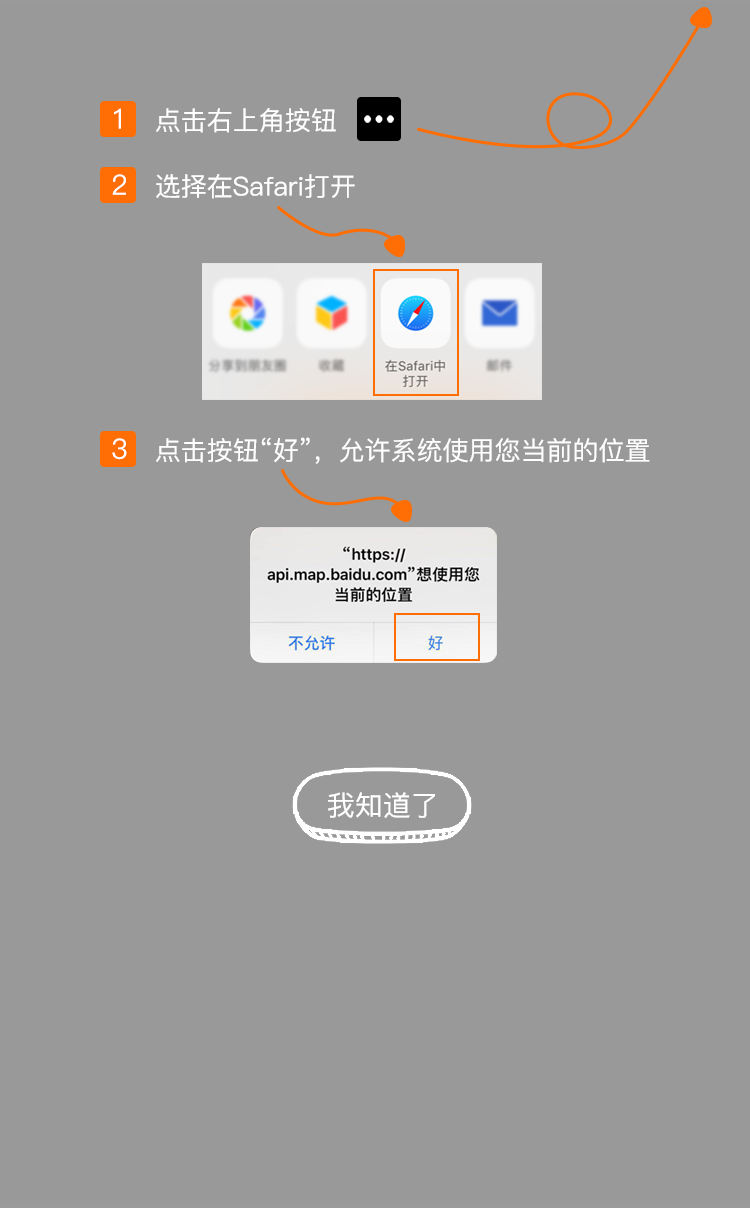 1 点击右上角按钮
2 选择在Safari打开
分享到朋友圈 收藏 在Safari中 邮件
打开
3 点击按钮“好”，允许系统使用您当前的位置
“https://
api.map.baidu.com”想使用您
当前的位置
不允许 好
我知道了